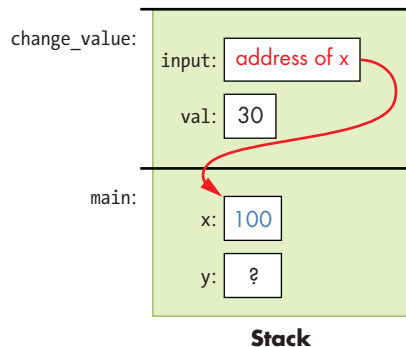 change_value:
input: address of x
val: 30
main:
x: 100
y: ?
Stack